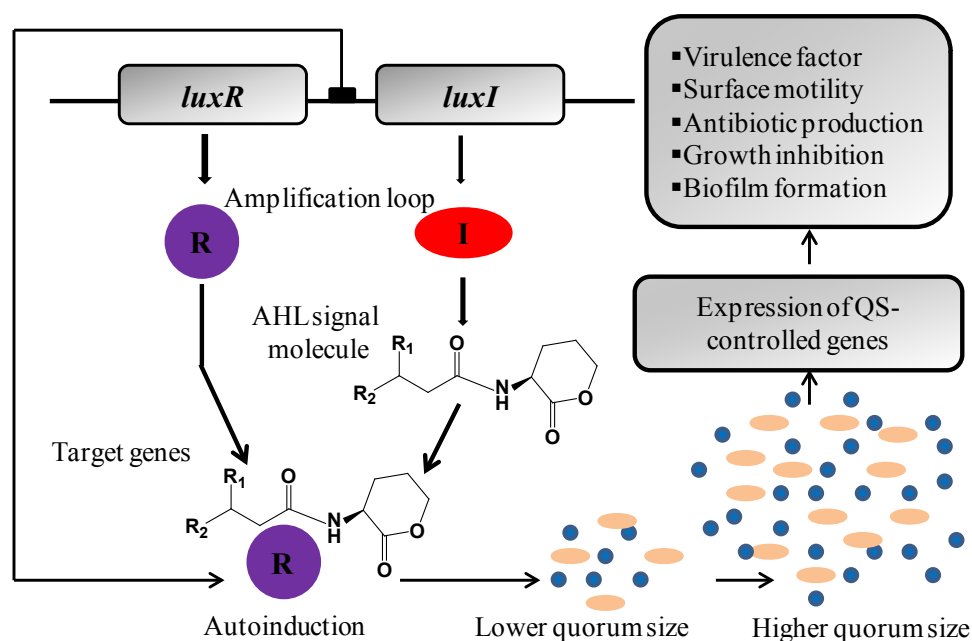 luxR
luxI
▪Virulence factor
▪Surface motility
▪Antibiotic production
▪Growth inhibition
▪Biofilm formation
Amplification loop
R
I
Expression of QS-
controlled genes
AHL signal
molecule
R1
O
R2
N
H
O
O
Target genes
R1
O
R2
N
H
O
O
R
Autoinduction
Lower quorum size
Higher quorum size